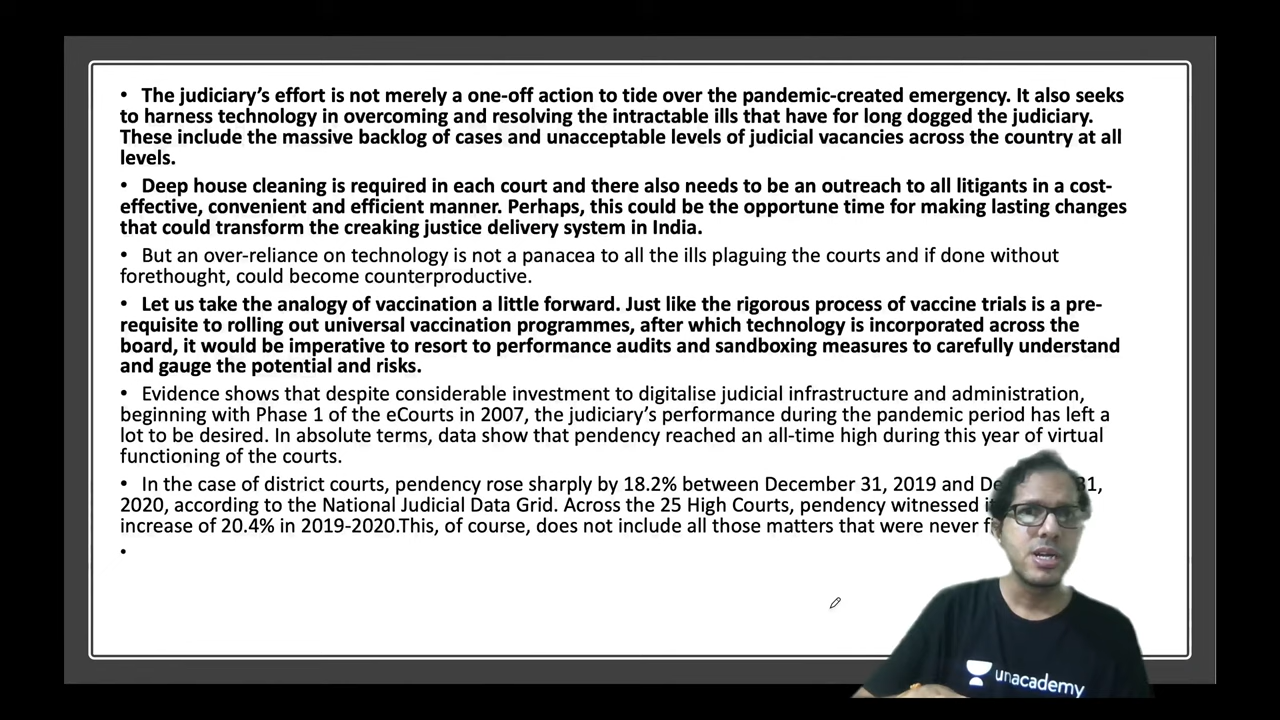 • The judiciary's effort is not merely a one-off action to tide over the pandemic-created emergency. It also seeks
to harness technology in overcoming and resolving the intractable ills that have for long dogged the judiciary.
These include the massive backlog of cases and unacceptable levels of judicial vacancies across the country at all
levels.
• Deep house cleaning is required in each court and there also needs to be an outreach to all litigants in a cost-
effective, convenient and efficient manner. Perhaps, this could be the opportune time for making lasting changes
that could transform the creaking justice delivery system in India.
• But an over-reliance on technology is not a panacea to all the ills plaguing the courts and if done without
forethought, could become counterproductive.
• Let us take the analogy of vaccination a little forward. Just like the rigorous process of vaccine trials is a pre-
requisite to rolling out universal vaccination programmes, after which technology is incorporated across the
board, it would be imperative to resort to performance audits and sandboxing measures to carefully understand
and gauge the potential and risks.
• Evidence shows that despite considerable investment to digitalise judicial infrastructure and administration,
beginning with Phase 1 of the eCourts in 2007, the judiciary's performance during the pandemic period has left a
lot to be desired. In absolute terms, data show that pendency reached an all-time high during this year of virtual
functioning of the courts.
• In the case of district courts, pendency rose sharply by 18.2% between December 31, 2019 and 31,
2020, according to the National Judicial Data Grid. Across the 25 High Courts, pendency witnessed
increase of 20.4% in 2019-2020.This, of course, does not include all those matters that were never
•
unacademy